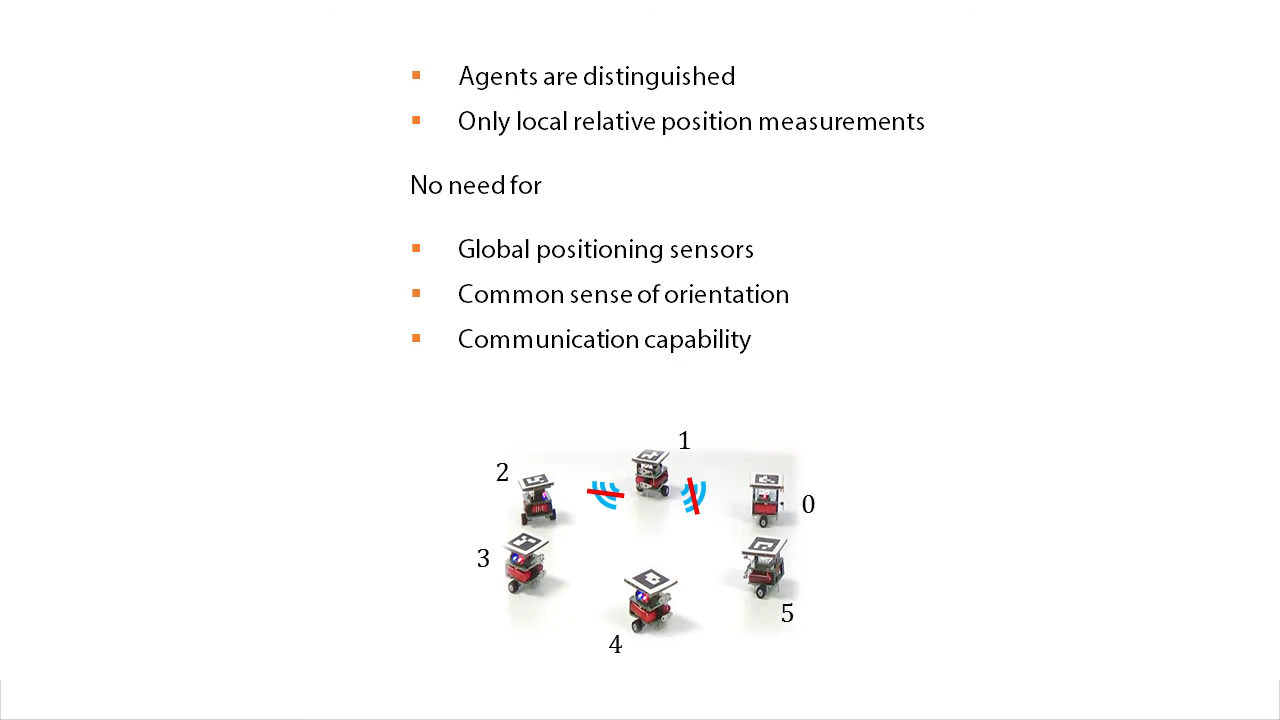 Agents are distinguished
Only local relative position measurements
No need for
Global positioning sensors
Common sense of orientation
Communication capability
1
2
0
3
5
4